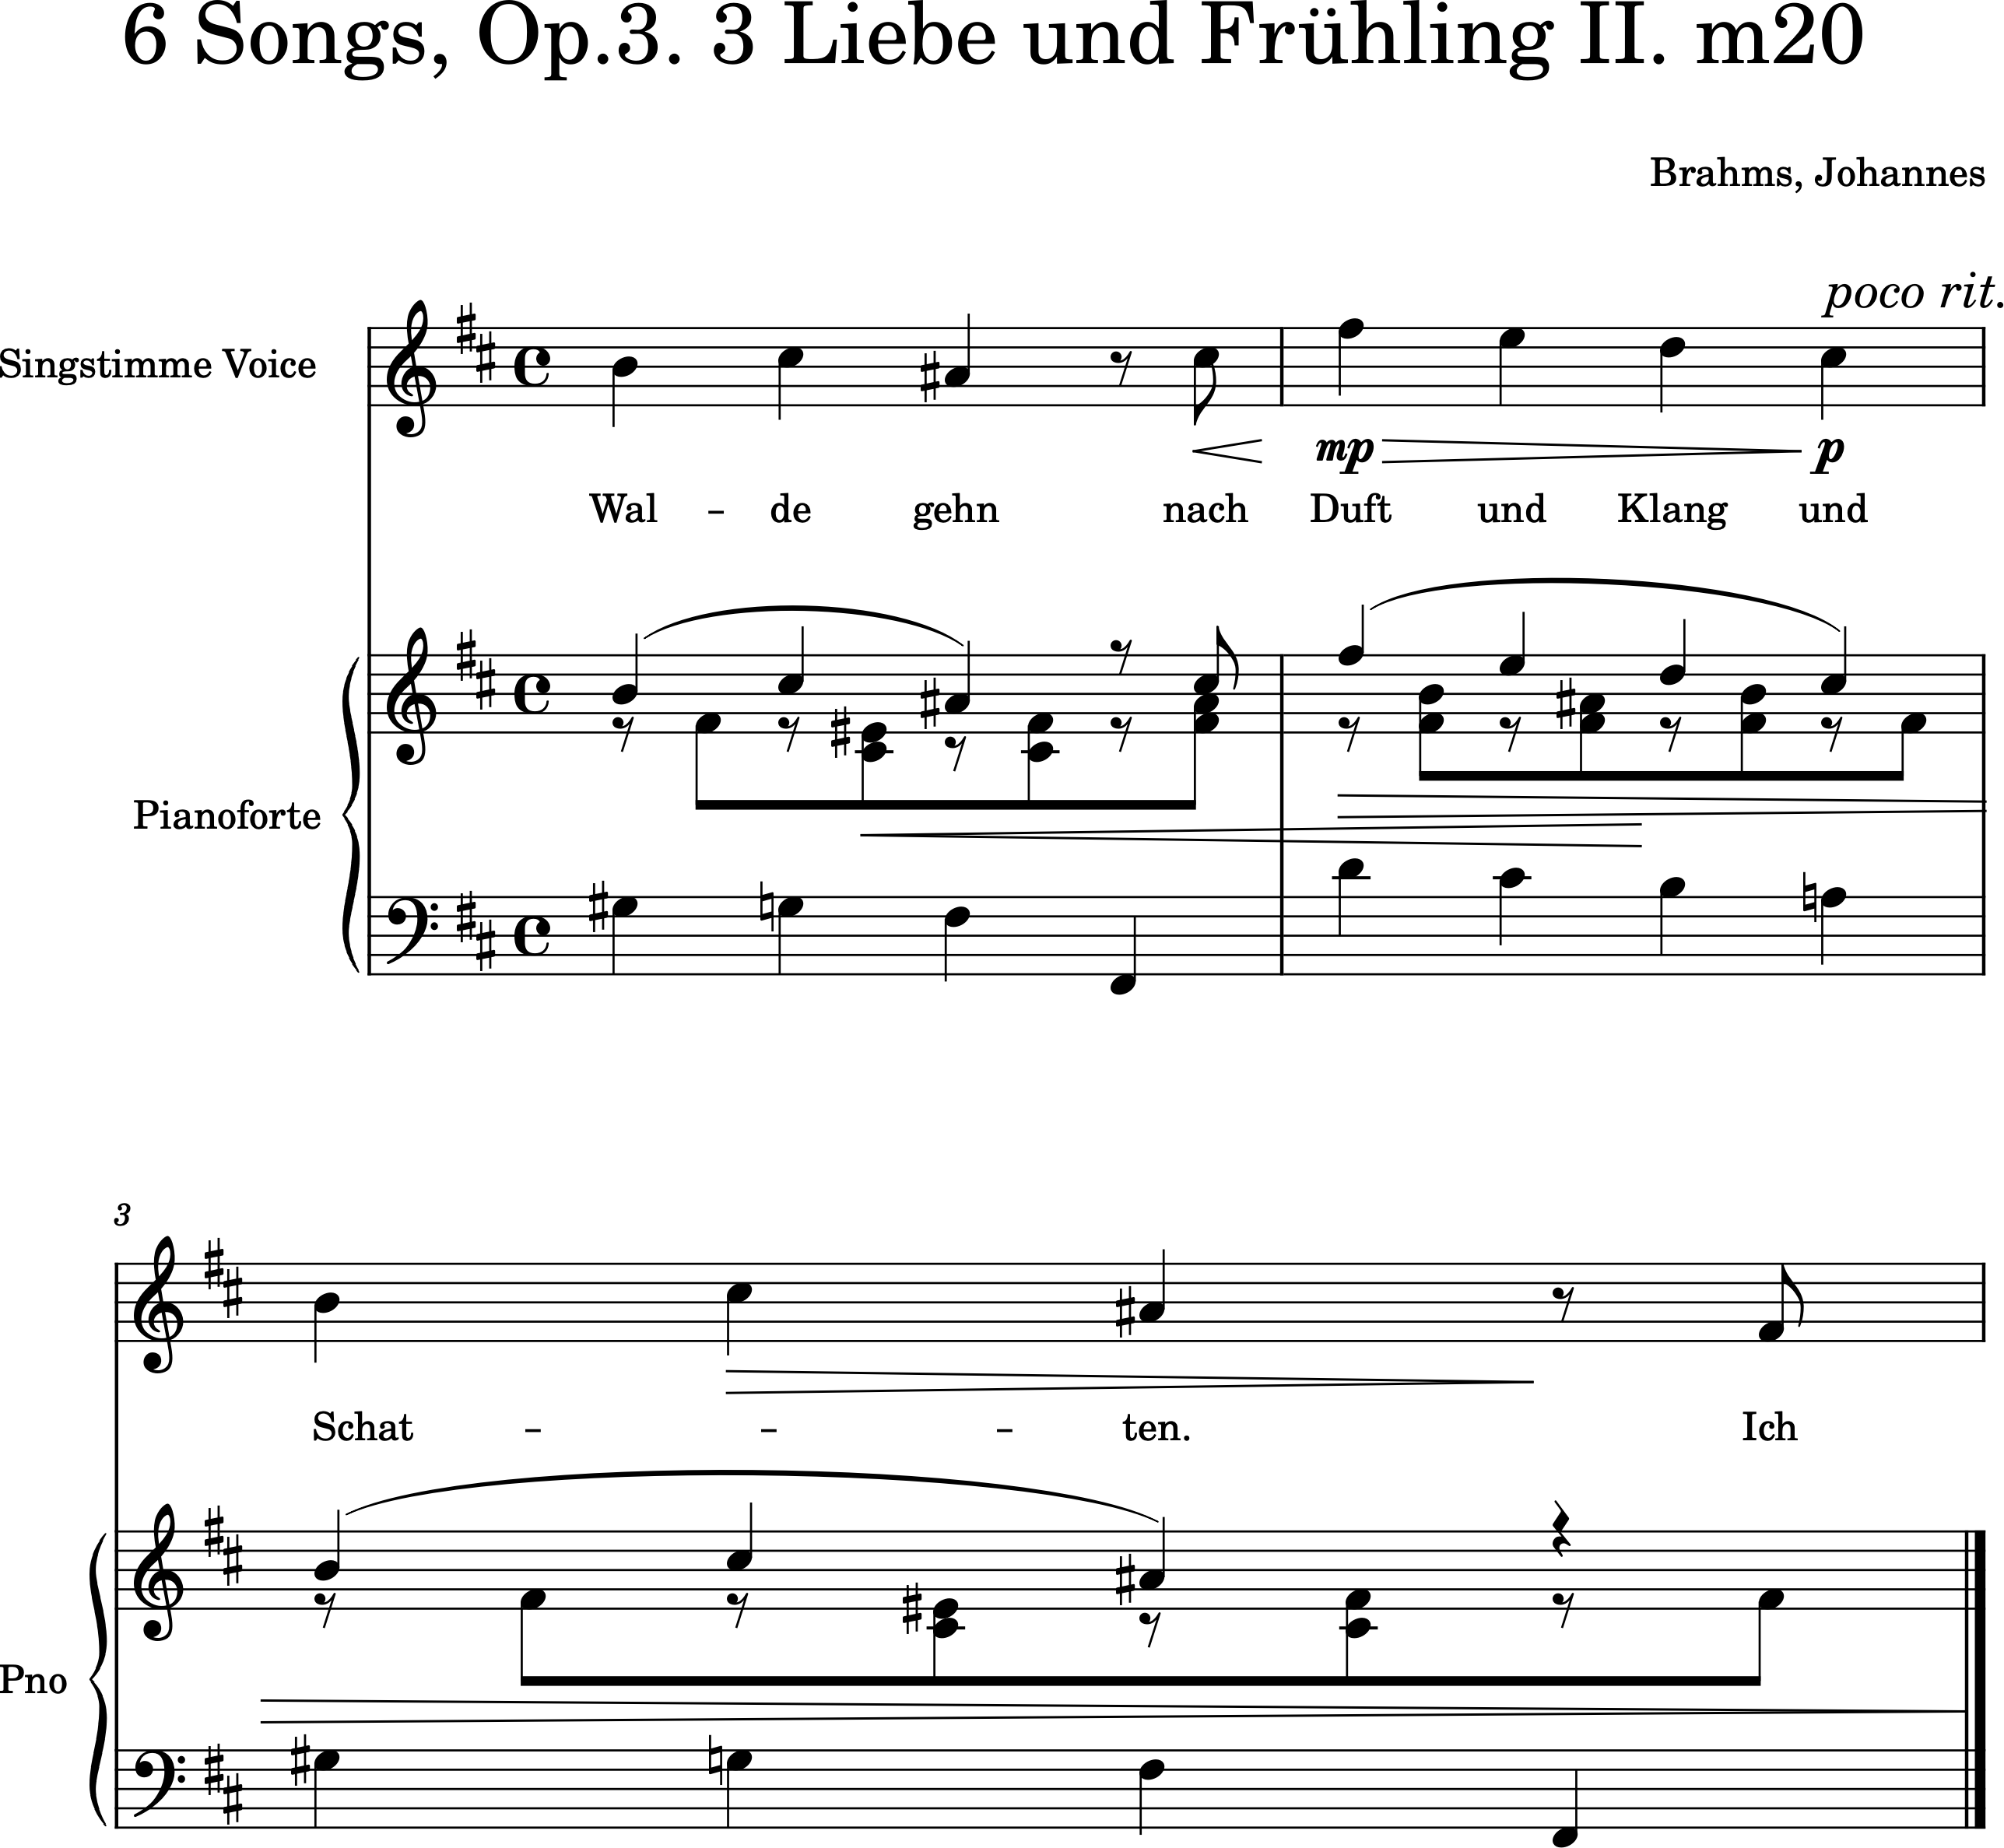 6 Songs, Op.3. 3 Liebe und Frühling II. m20
Brahms, Johannes
poco rit.
Singstimme Voice
mp p
Wal – de gehn nach Duft und Klang und
Pianoforte
3
Schat – – – ten. Ich
Pno